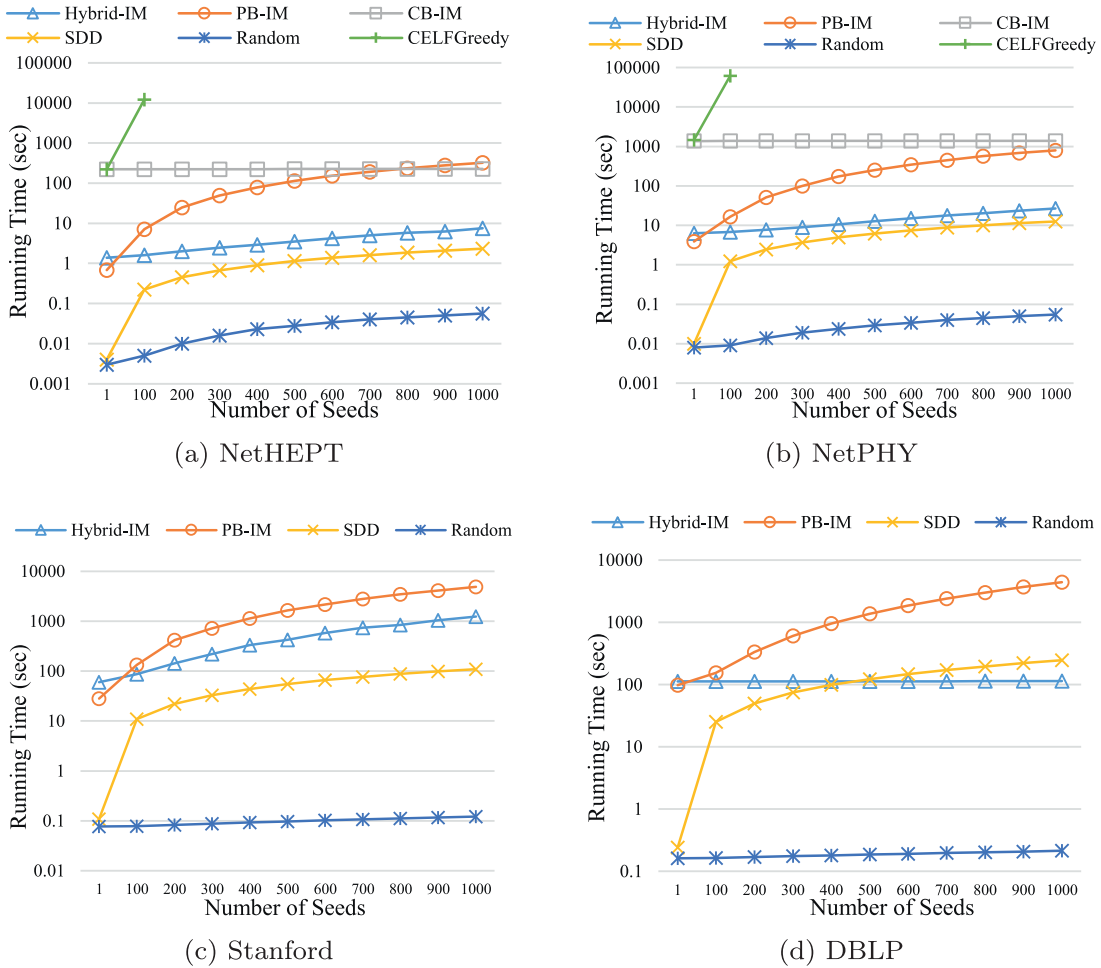 Hybrid-IM PB-IM CB-IM
SDD Random CELFGreedy
100000
10000
1000
100
10
1
0.1
0.01
0.001
Running Time (sec)
1 100 200 300 400 500 600 700 800 900 1000
Number of Seeds
(a) NetHEPT
Hybrid-IM PB-IM CB-IM
SDD Random CELFGreedy
100000
10000
1000
100
10
1
0.1
0.01
0.001
Running Time (sec)
1 100 200 300 400 500 600 700 800 900 1000
Number of Seeds
(b) NetPHY
Hybrid-IM PB-IM SDD Random
10000
1000
100
10
1
0.1
0.01
Running Time (sec)
1 100 200 300 400 500 600 700 800 900 1000
Number of Seeds
(c) Stanford
Hybrid-IM PB-IM SDD Random
10000
1000
100
10
1
0.1
Running Time (sec)
1 100 200 300 400 500 600 700 800 900 1000
Number of Seeds
(d) DBLP